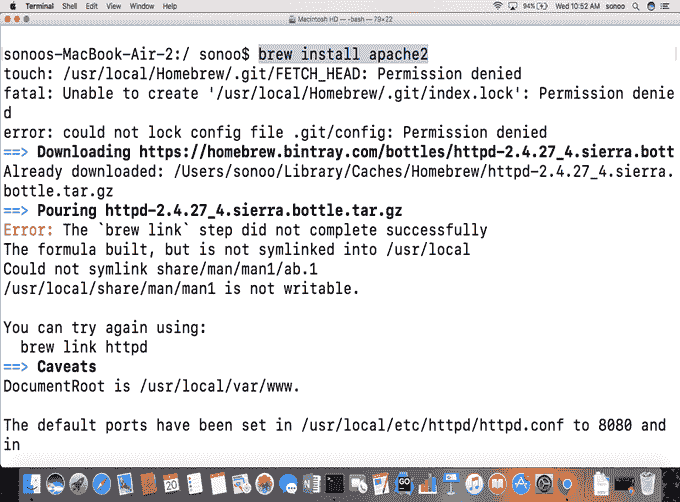 Terminal Shell Edit View Window Help 94% Wed 10:52 AM sonoo
Macintosh HD — -bash — 79×22
sonoos-MacBook-Air-2:/ sonoo$ brew install apache2
touch: /usr/local/Homebrew/.git/FETCH_HEAD: Permission denied
fatal: Unable to create '/usr/local/Homebrew/.git/index.lock': Permission denie
d
error: could not lock config file .git/config: Permission denied
==> Downloading https://homebrew.bintray.com/bottles/httpd-2.4.27_4.sierra.bott
Already downloaded: /Users/sonoo/Library/Caches/Homebrew/httpd-2.4.27_4.sierra.
bottle.tar.gz
==> Pouring httpd-2.4.27_4.sierra.bottle.tar.gz
Error: The `brew link` step did not complete successfully
The formula built, but is not symlinked into /usr/local
Could not symlink share/man/man1/ab.1
/usr/local/share/man/man1 is not writable.
You can try again using:
brew link httpd
==> Caveats
DocumentRoot is /usr/local/var/www.
The default ports have been set in /usr/local/etc/httpd/httpd.conf to 8080 and
in
20
GO